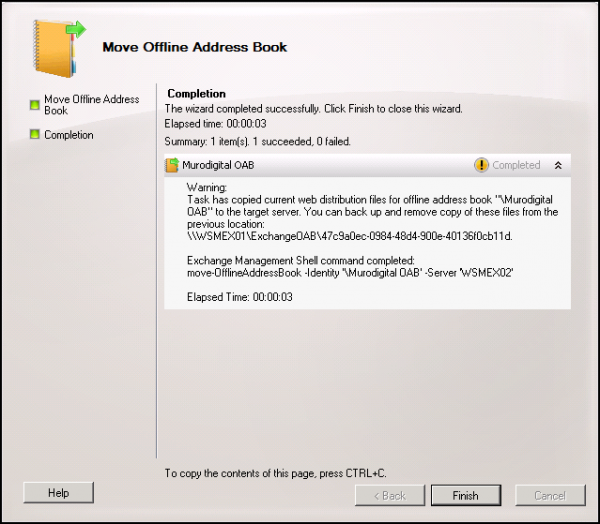 Move Offline Address Book
Move Offline Address
Book
Completion
Completion
The wizard completed successfully. Click Finish to close this wizard.
Elapsed time: 00:00:03
Summary: 1 item(s). 1 succeeded, 0 failed.
Murodigital OAB
Completed
Warning:
Task has copied current web distribution files for offline address book "\Murodigital
OAB" to the target server. You can back up and remove copy of these files from the
previous location:
\\WSMEX01\ExchangeOAB\47c9a0ec-0984-48d4-900e-40136f0cb11d.
Exchange Management Shell command completed:
move-OfflineAddressBook -Identity '\Murodigital OAB' -Server 'WSMEX02'
Elapsed Time: 00:00:03
To copy the contents of this page, press CTRL+C.
Help
< Back
Finish
Cancel